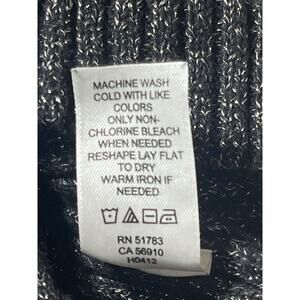 MACHINE WASH
COLD WITH LIKE
COLORS
ONLY NON-
CHLORINE BLEACH
WHEN NEEDED
RESHAPE LAY FLAT
TO DRY
WARM IRON IF
NEEDED
RN 51783
CA 56910
H0412